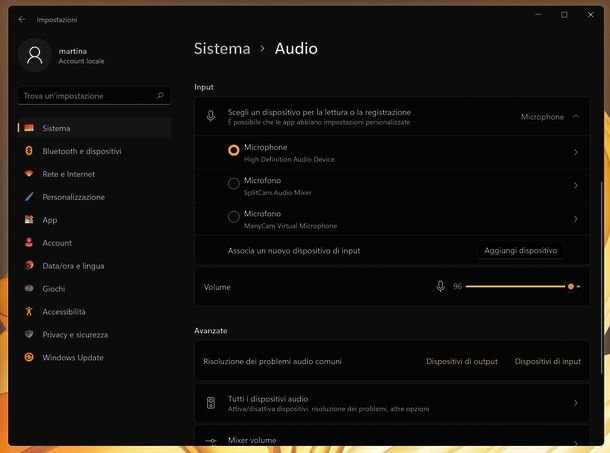 Impostazioni
martina
Account locale
Trova un'impostazione
Sistema
Bluetooth e dispositivi
Rete e Internet
Personalizzazione
App
Account
Data/ora e lingua
Giochi
Accessibilità
Privacy e sicurezza
Windows Update
Sistema > Audio
Input
Scegli un dispositivo per la lettura o la registrazione
È possibile che le app abbiano impostazioni personalizzate
Microphone
Microphone
High Definition Audio Device
Microfono
SplitCam Audio Mixer
Microfono
ManyCam Virtual Microphone
Associa un nuovo dispositivo di input
Aggiungi dispositivo
Volume
96
Avanzate
Risoluzione dei problemi audio comuni
Dispositivi di output
Dispositivi di input
Tutti i dispositivi audio
Attiva/disattiva dispositivi, risoluzione dei problemi, altre opzioni
Mixer volume